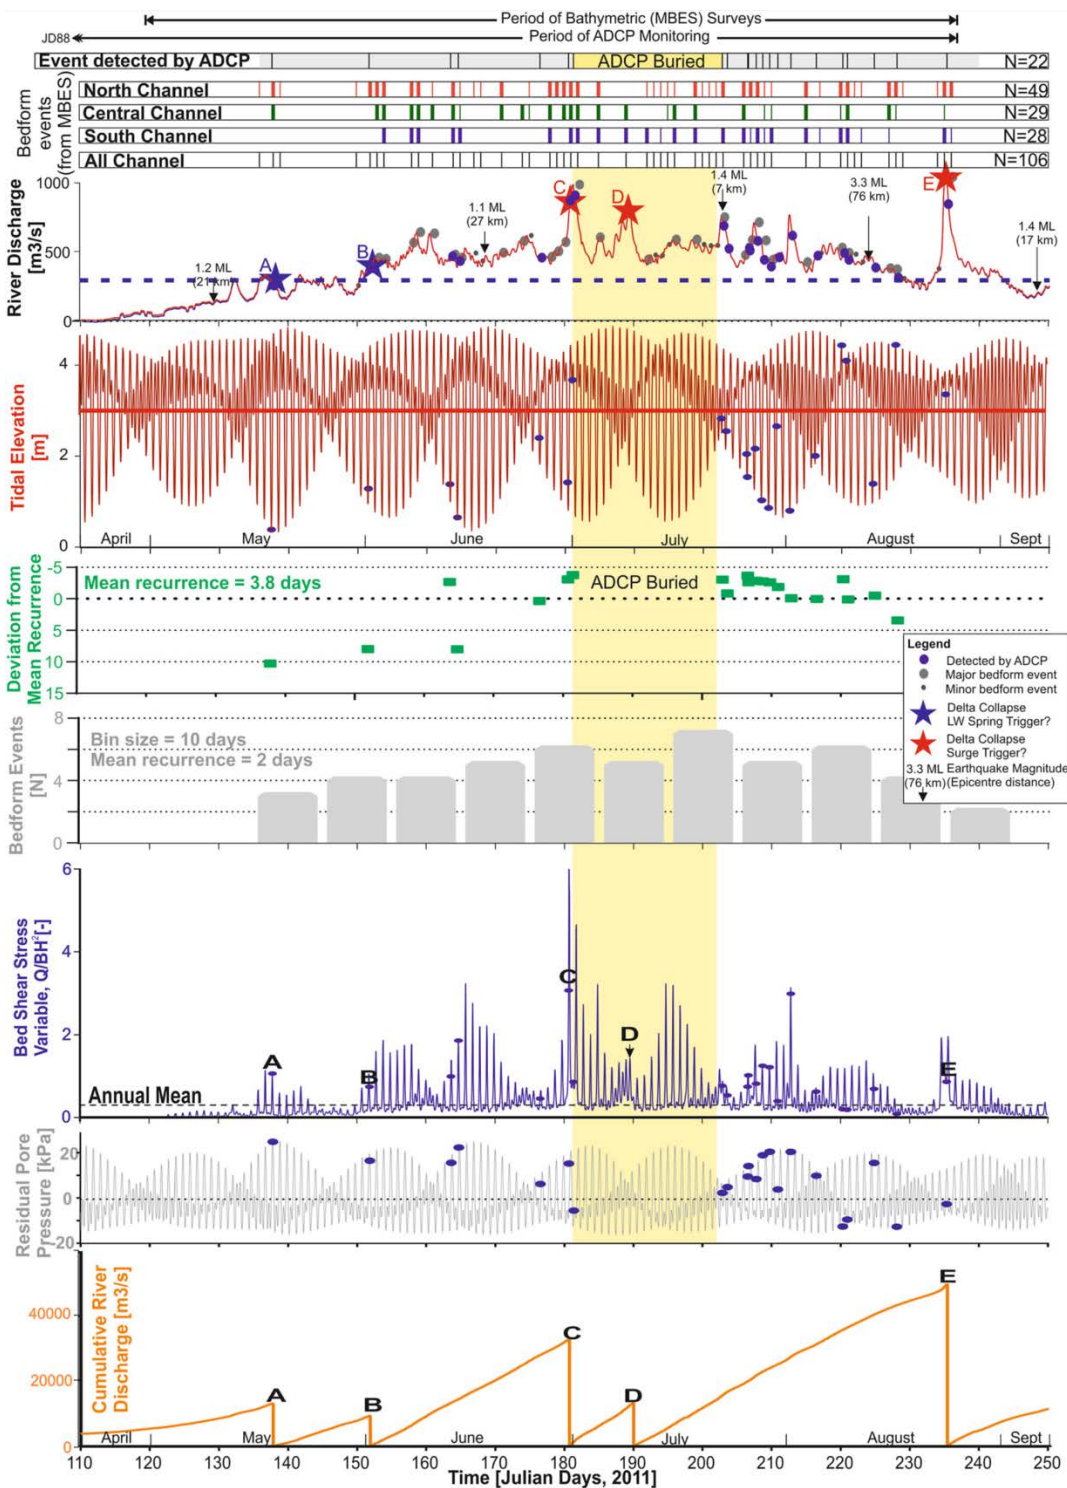 Period of Bathymetric (MBES) Surveys
JD88
Period of ADCP Monitoring
Event detected by ADCP
ADCP Buried
N=22
Bedform events (from MBES)
North Channel
N=49
Central Channel
N=29
South Channel
N=28
All Channel
N=106
River Discharge
[m3/s]
1000
500
0
1.2 ML
(21 km)
A
B
1.1 ML
(27 km)
C
D
1.4 ML
(7 km)
3.3 ML
(76 km)
E
1.4 ML
(17 km)
Tidal Elevation
[m]
4
2
0
April
May
June
July
August
Sept
Deviation from
Mean Recurrence
-5
0
5
10
15
Mean recurrence = 3.8 days
ADCP Buried
Legend
Detected by ADCP
Major bedform event
Minor bedform event
Delta Collapse
LW Spring Trigger?
Delta Collapse
Surge Trigger?
3.3 ML Earthquake Magnitude
(76 km) (Epicentre distance)
Bedform Events
[N]
8
4
0
Bin size = 10 days
Mean recurrence = 2 days
Bed Shear Stress
Variable, Q/BH²[-]
6
4
2
0
A
B
C
D
E
Annual Mean
Residual Pore
Pressure [kPa]
20
0
-20
Cumulative River
Discharge [m3/s]
40000
20000
0
A
B
C
D
E
April
May
June
July
August
Sept
110 120 130 140 150 160 170 180 190 200 210 220 230 235 250
Time [Julian Days, 2011]